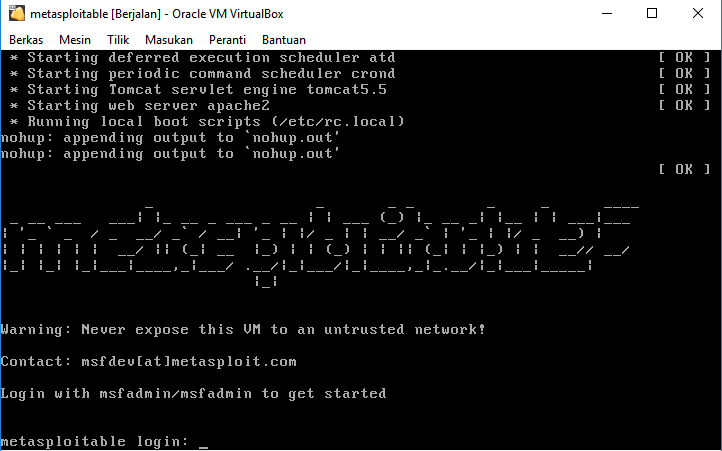 metasploitable [Berjalan] - Oracle VM VirtualBox
Berkas Mesin Tilik Masukan Peranti Bantuan
* Starting deferred execution scheduler atd [ OK ]
* Starting periodic command scheduler crond [ OK ]
* Starting Tomcat servlet engine tomcat5.5 [ OK ]
* Starting web server apache2 [ OK ]
* Running local boot scripts (/etc/rc.local)
nohup: appending output to `nohup.out'
nohup: appending output to `nohup.out'
[ OK ]
metasploitable2
Warning: Never expose this VM to an untrusted network!
Contact: msfdev[at]metasploit.com
Login with msfadmin/msfadmin to get started
metasploitable login: _